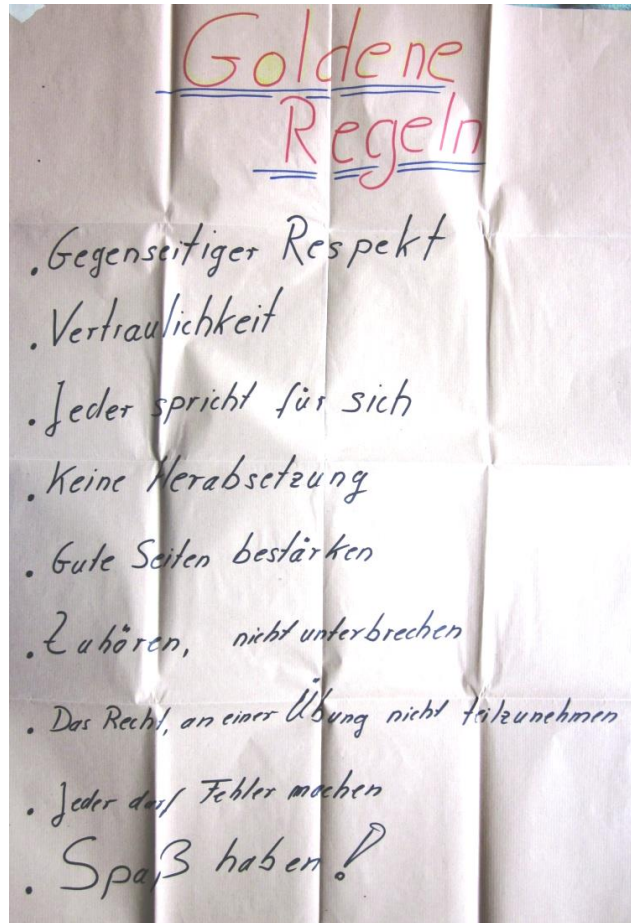 Goldene
Regeln
. Gegenseitiger Respekt
. Vertraulichkeit
. Jeder spricht für sich
. Keine Herabsetzung
. Gute Seiten bestärken
. Zuhören, nicht unterbrechen
. Das Recht, an einer Übung nicht teilzunehmen
. Jeder darf Fehler machen
. Spaß haben!